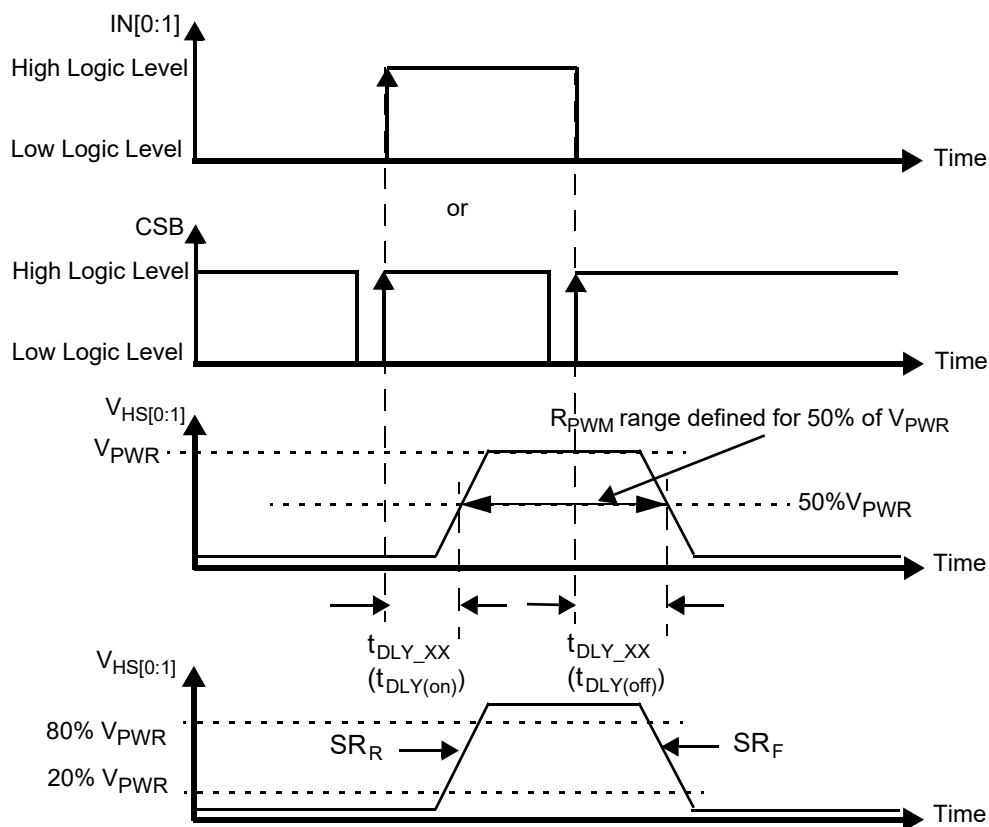 IN[0:1]
High Logic Level
Low Logic Level
Time
or
CSB
High Logic Level
Low Logic Level
Time
VHS[0:1]
RPWM range defined for 50% of VPWR
VPWR
50%VPWR
Time
tDLY_XX
(tDLY(on))
tDLY_XX
(tDLY(off))
VHS[0:1]
80% VPWR
SRR
SRF
20% VPWR
Time